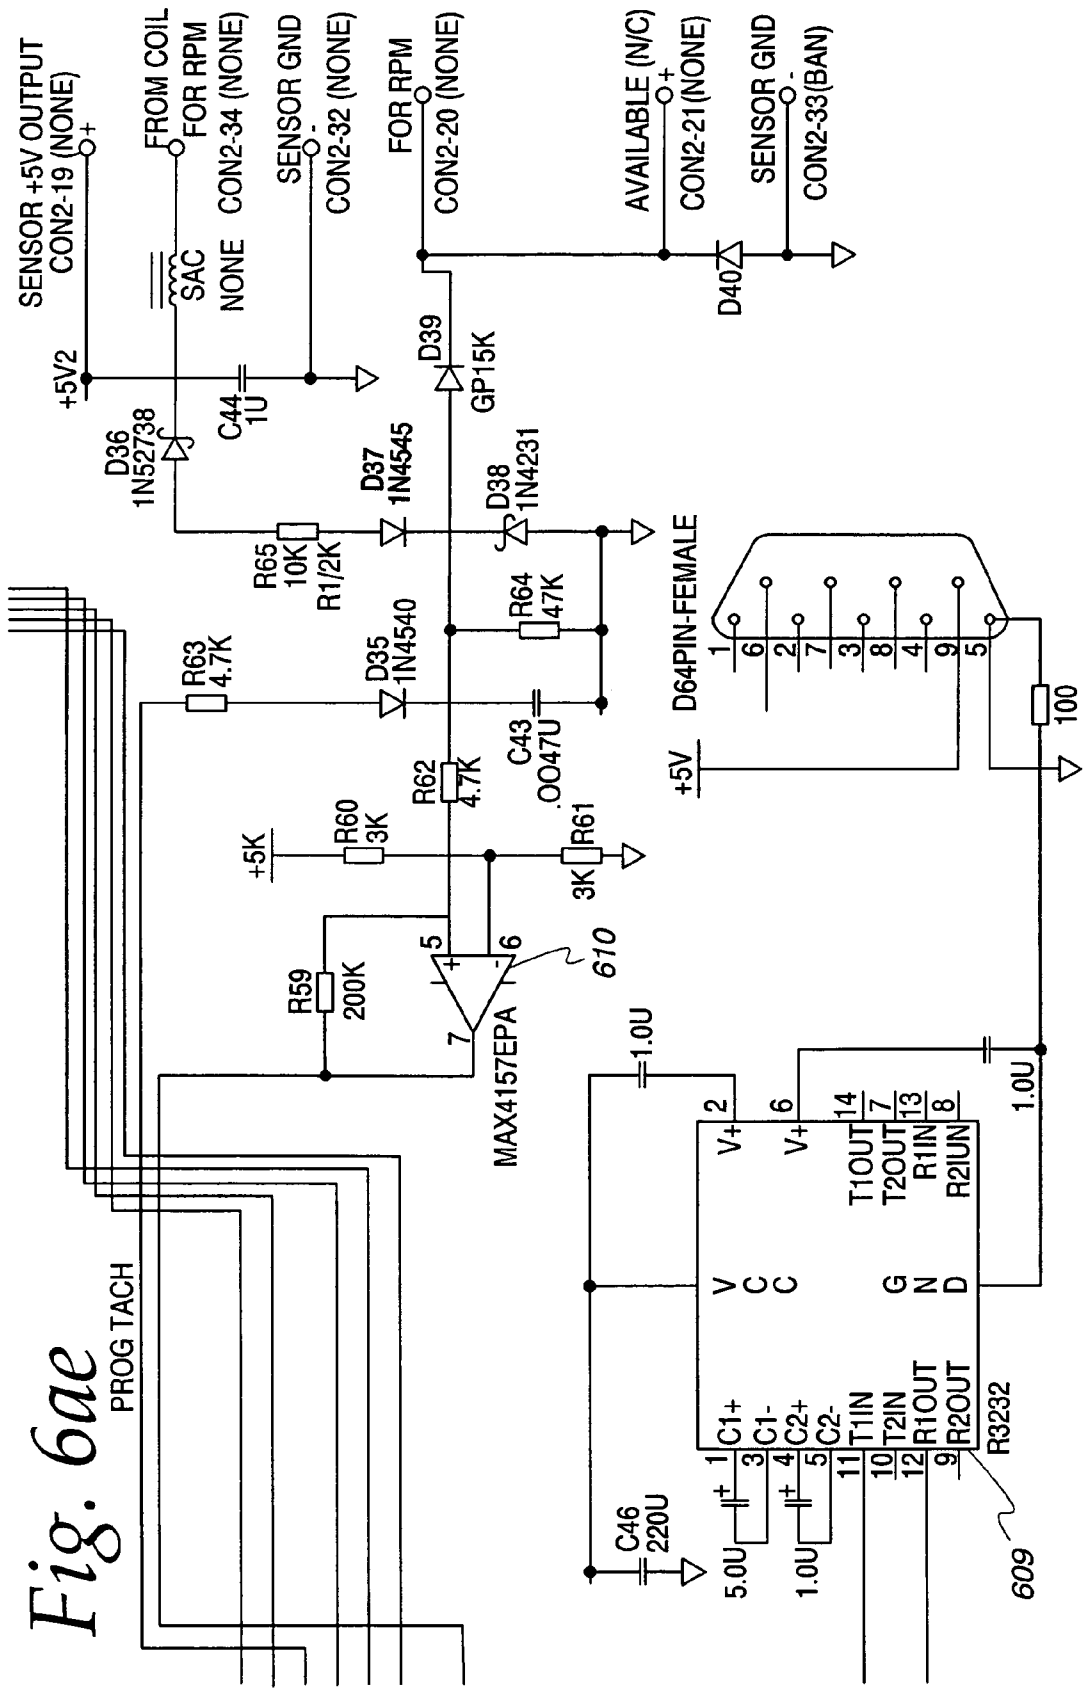 Fig. 6ae
PROG TACH
SENSOR +5V OUTPUT
CON2-19 (NONE)
+
+5V2
FROM COIL
FOR RPM
CON2-34 (NONE)
SAC
NONE
SENSOR GND
-
CON2-32 (NONE)
D36
1N52738
C44
1U
FOR RPM
CON2-20 (NONE)
D39
GP15K
AVAILABLE (N/C)
+
CON2-21(NONE)
SENSOR GND
-
CON2-33(BAN)
D40
R65
10K
R1/2K
D37
1N4545
D38
1N4231
R63
4.7K
D35
1N4540
R64
47K
C43
.OO47U
R62
4.7K
+5K
R60
3K
R61
3K
R59
200K
5
+
6
-
7
610
MAX4157EPA
D64PIN-FEMALE
1
6
2
7
3
8
4
9
5
+5V
100
1.0U
1.0U
2
V+
6
V+
14
T1OUT
7
T2OUT
13
R1IN
8
R2IUN
V
C
C
G
N
D
1
C1+
3
C1-
4
C2+
5
C2-
11
T1IN
10
T2IN
12
R1OUT
9
R2OUT
R3232
C46
220U
+
5.0U
+
1.0U
609